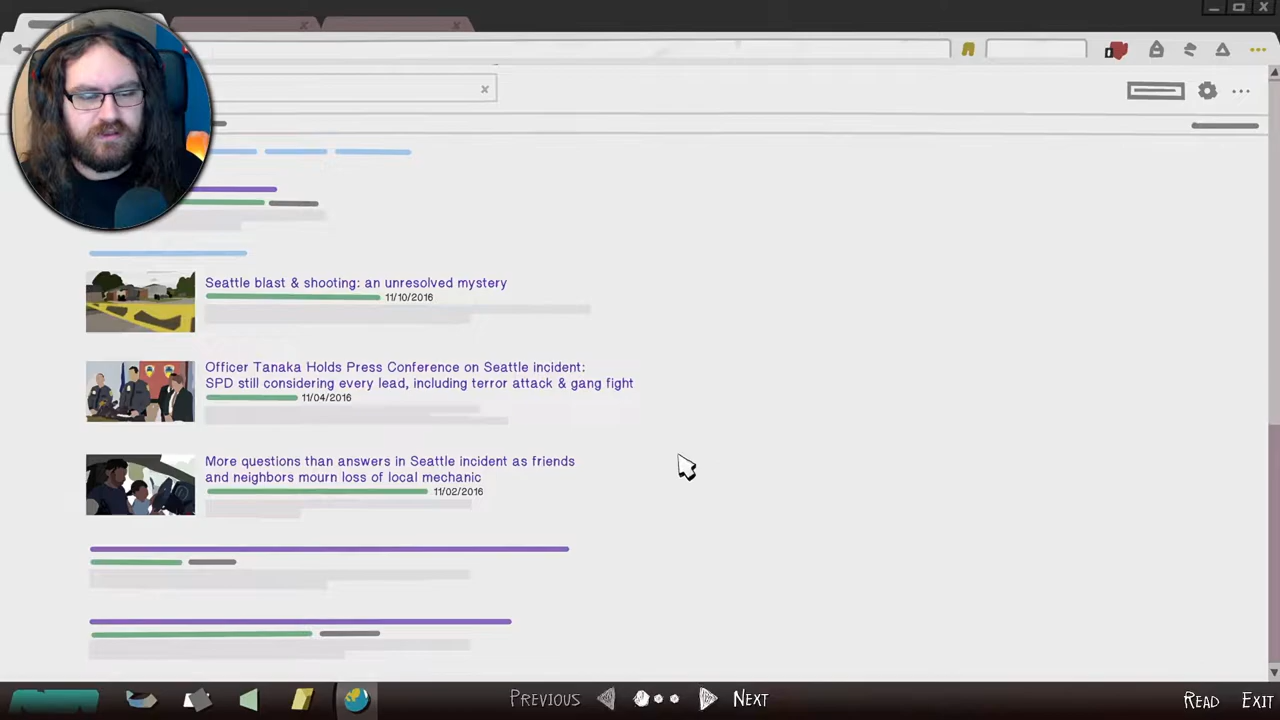 Seattle blast & shooting: an unresolved mystery
11/10/2016
Officer Tanaka Holds Press Conference on Seattle incident:
SPD still considering every lead, including terror attack & gang fight
11/04/2016
More questions than answers in Seattle incident as friends
and neighbors mourn loss of local mechanic
11/02/2016
Previous Next
Read Exit